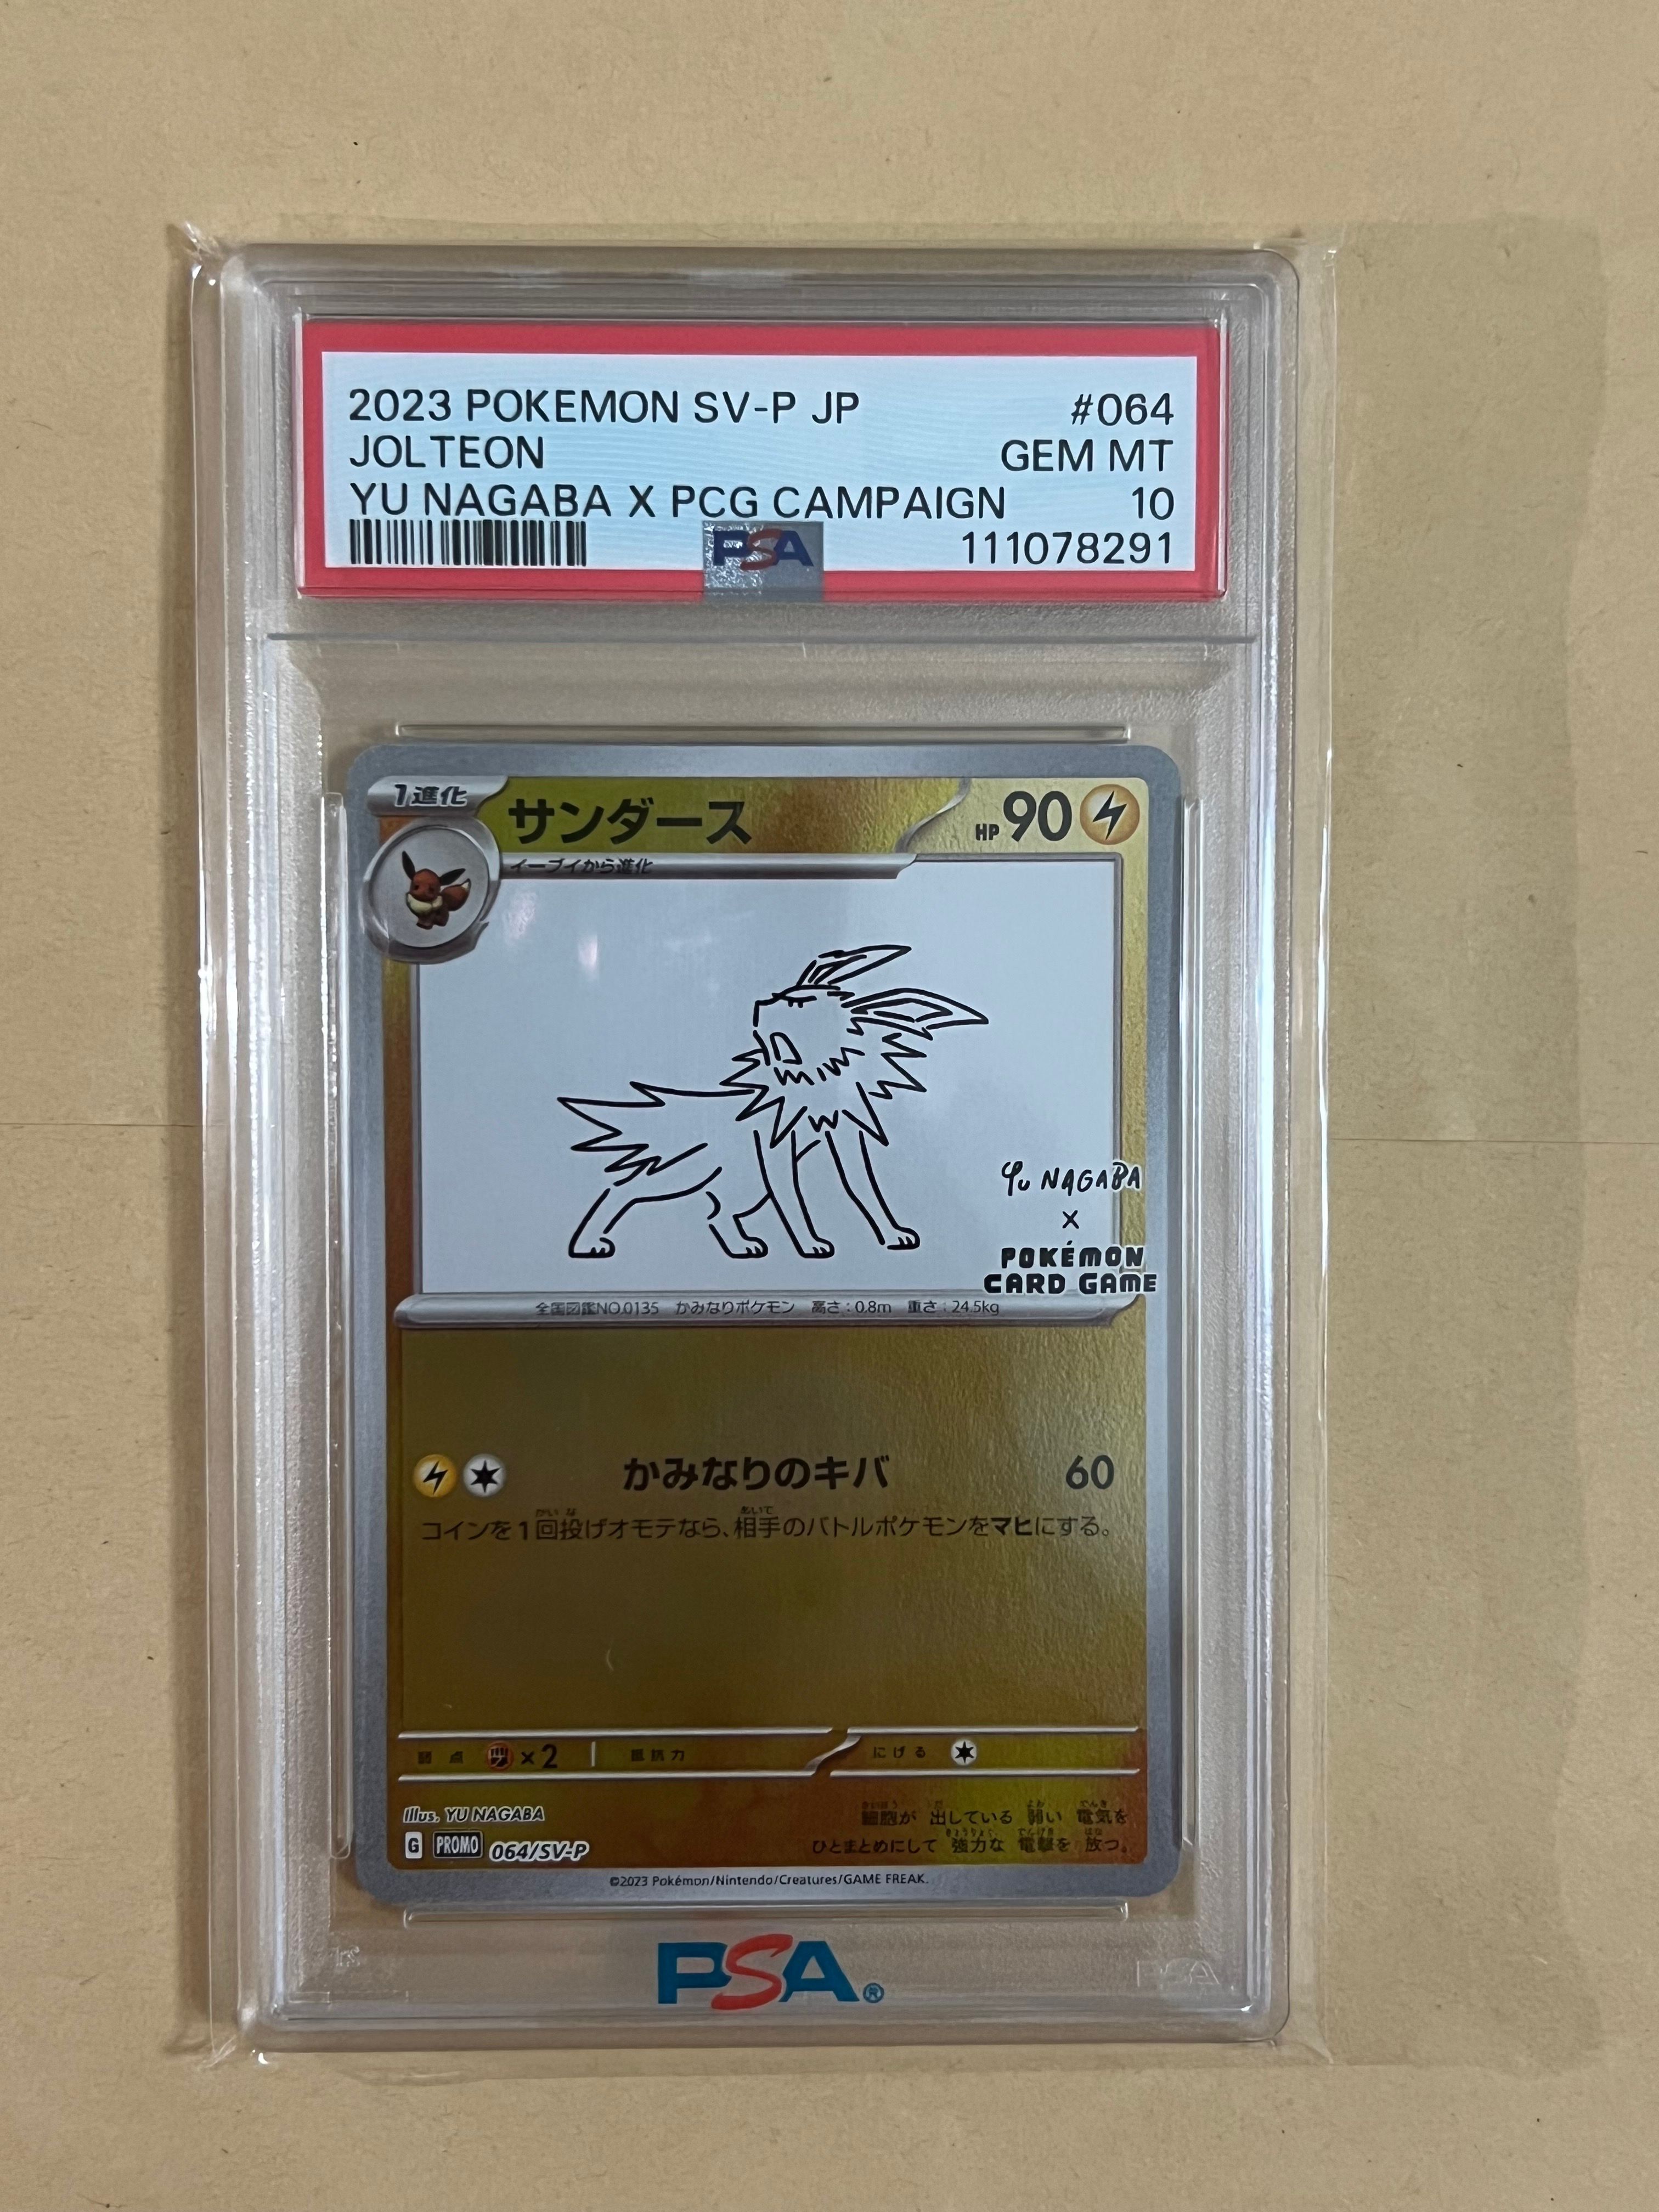 2023 POKEMON SV-P JP #064
JOLTEON GEM MT
YU NAGABA X PCG CAMPAIGN 10
PSA 111078291
1進化 サンダース HP 90
イーブイから進化
Yu NAGABA
X
POKÉMON
CARD GAME
全国図鑑NO.0135 かみなりポケモン 高さ:0.8m 重さ:24.5kg
かみなりのキバ 60
コインを1回投げオモテなら、相手のバトルポケモンをマヒにする。
弱点 ×2 抵抗力 にげる
Illus. YU NAGABA
細胞が 出している 弱い 電気を
ひとまとめにして 強力な 電撃を 放つ。
G PROMO 064/SV-P
©2023 Pokémon/Nintendo/Creatures/GAME FREAK.
PSA®
PSA